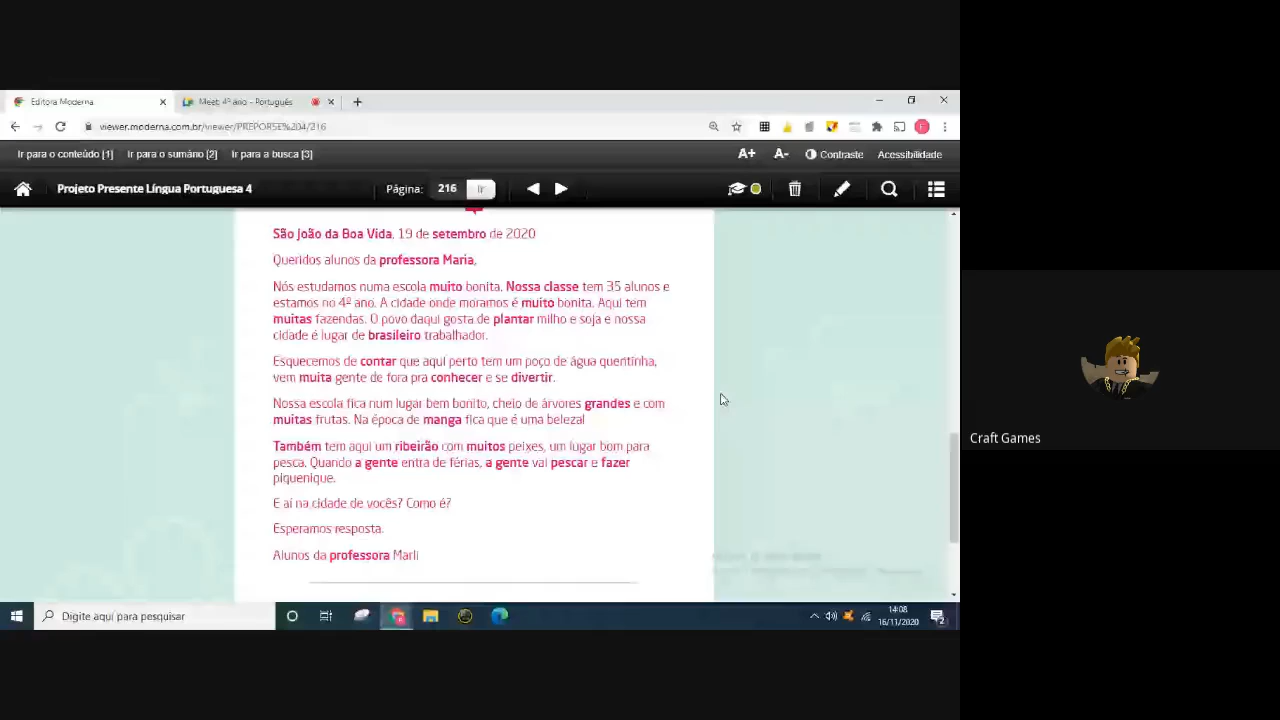 Editora Moderna
Meet: 4º ano - Português
viewer.moderna.com.br/viewer/PREPORSE%204/216
Ir para o conteúdo [1] Ir para o sumário [2] Ir para a busca [3]
A+ A- Contraste Acessibilidade
Projeto Presente Língua Portuguesa 4
Página: 216 Ir
São João da Boa Vida, 19 de setembro de 2020
Queridos alunos da professora Maria,
Nós estudamos numa escola muito bonita. Nossa classe tem 35 alunos e
estamos no 4º ano. A cidade onde moramos é muito bonita. Aqui tem
muitas fazendas. O povo daqui gosta de plantar milho e soja e nossa
cidade é lugar de brasileiro trabalhador.
Esquecemos de contar que aqui perto tem um poço de água quentinha,
vem muita gente de fora pra conhecer e se divertir.
Nossa escola fica num lugar bem bonito, cheio de árvores grandes e com
muitas frutas. Na época de manga fica que é uma beleza!
Também tem aqui um ribeirão com muitos peixes, um lugar bom para
pesca. Quando a gente entra de férias, a gente vai pescar e fazer
piquenique.
E aí na cidade de vocês? Como é?
Esperamos resposta.
Alunos da professora Marli
Craft Games
Digite aqui para pesquisar
14:08
16/11/2020
2